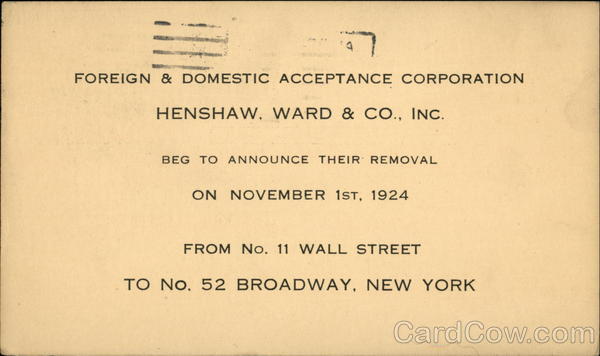 FOREIGN & DOMESTIC ACCEPTANCE CORPORATION
HENSHAW, WARD & CO., INC.
BEG TO ANNOUNCE THEIR REMOVAL
ON NOVEMBER 1ST, 1924
FROM No. 11 WALL STREET
TO No. 52 BROADWAY, NEW YORK
CardCow.com